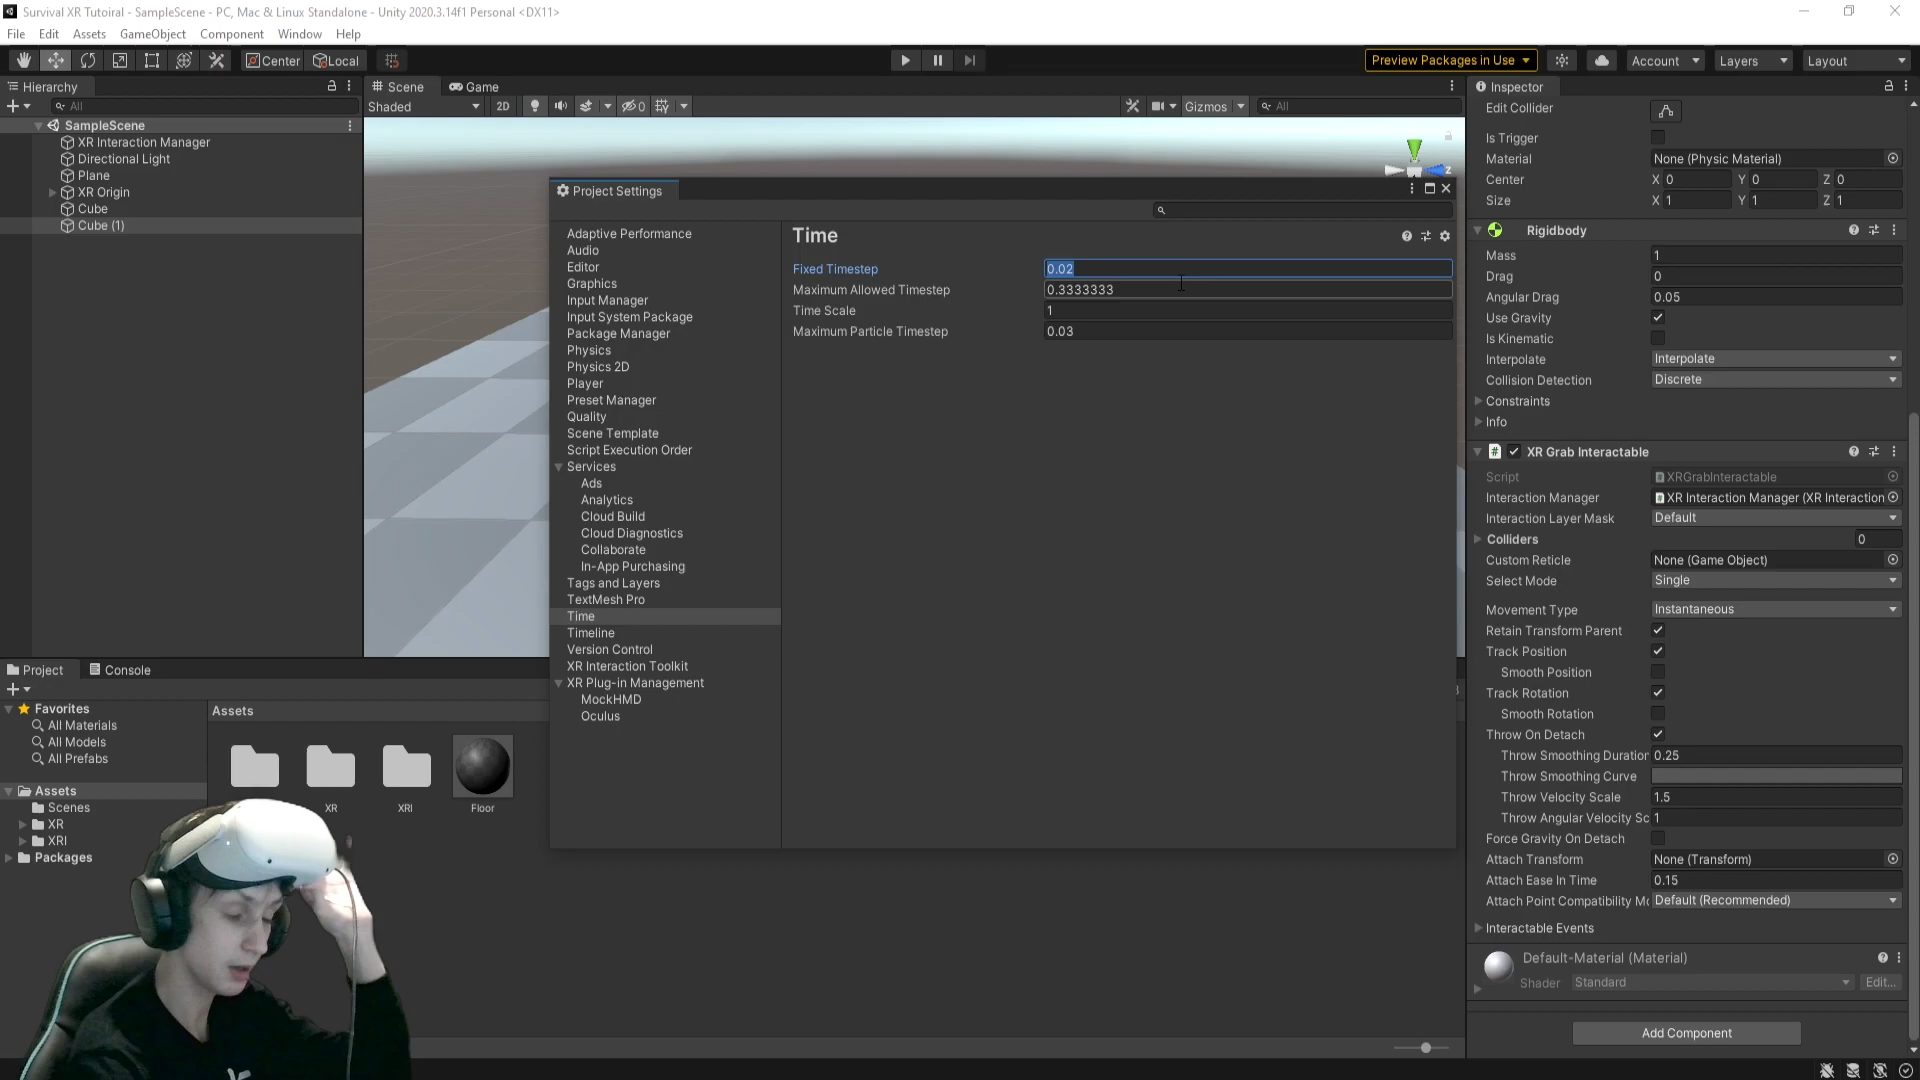 Survival XR Tutoiral - SampleScene - PC, Mac & Linux Standalone - Unity 2020.3.14f1 Personal <DX11>
File Edit Assets GameObject Component Window Help
Center Local
Preview Packages in Use Account Layers Layout
Hierarchy
All
SampleScene
XR Interaction Manager
Directional Light
Plane
XR Origin
Cube
Cube (1)
Scene Game
Shaded 2D 0 Gizmos All
Z
Project Settings
Adaptive Performance
Audio
Editor
Graphics
Input Manager
Input System Package
Package Manager
Physics
Physics 2D
Player
Preset Manager
Quality
Scene Template
Script Execution Order
Services
Ads
Analytics
Cloud Build
Cloud Diagnostics
Collaborate
In-App Purchasing
Tags and Layers
TextMesh Pro
Time
Timeline
Version Control
XR Interaction Toolkit
XR Plug-in Management
MockHMD
Oculus
Time
Fixed Timestep 0.02
Maximum Allowed Timestep 0.3333333
Time Scale 1
Maximum Particle Timestep 0.03
Project Console
Favorites
All Materials
All Models
All Prefabs
Assets
Scenes
XR
XRI
Packages
Assets
XR
XRI
Floor
Inspector
Edit Collider
Is Trigger
Material None (Physic Material)
Center X 0 Y 0 Z 0
Size X 1 Y 1 Z 1
Rigidbody
Mass 1
Drag 0
Angular Drag 0.05
Use Gravity
Is Kinematic
Interpolate Interpolate
Collision Detection Discrete
Constraints
Info
XR Grab Interactable
Script XRGrabInteractable
Interaction Manager XR Interaction Manager (XR Interaction
Interaction Layer Mask Default
Colliders 0
Custom Reticle None (Game Object)
Select Mode Single
Movement Type Instantaneous
Retain Transform Parent
Track Position
Smooth Position
Track Rotation
Smooth Rotation
Throw On Detach
Throw Smoothing Duration 0.25
Throw Smoothing Curve
Throw Velocity Scale 1.5
Throw Angular Velocity Sc 1
Force Gravity On Detach
Attach Transform None (Transform)
Attach Ease In Time 0.15
Attach Point Compatibility Mo Default (Recommended)
Interactable Events
Default-Material (Material)
Shader Standard Edit...
Add Component